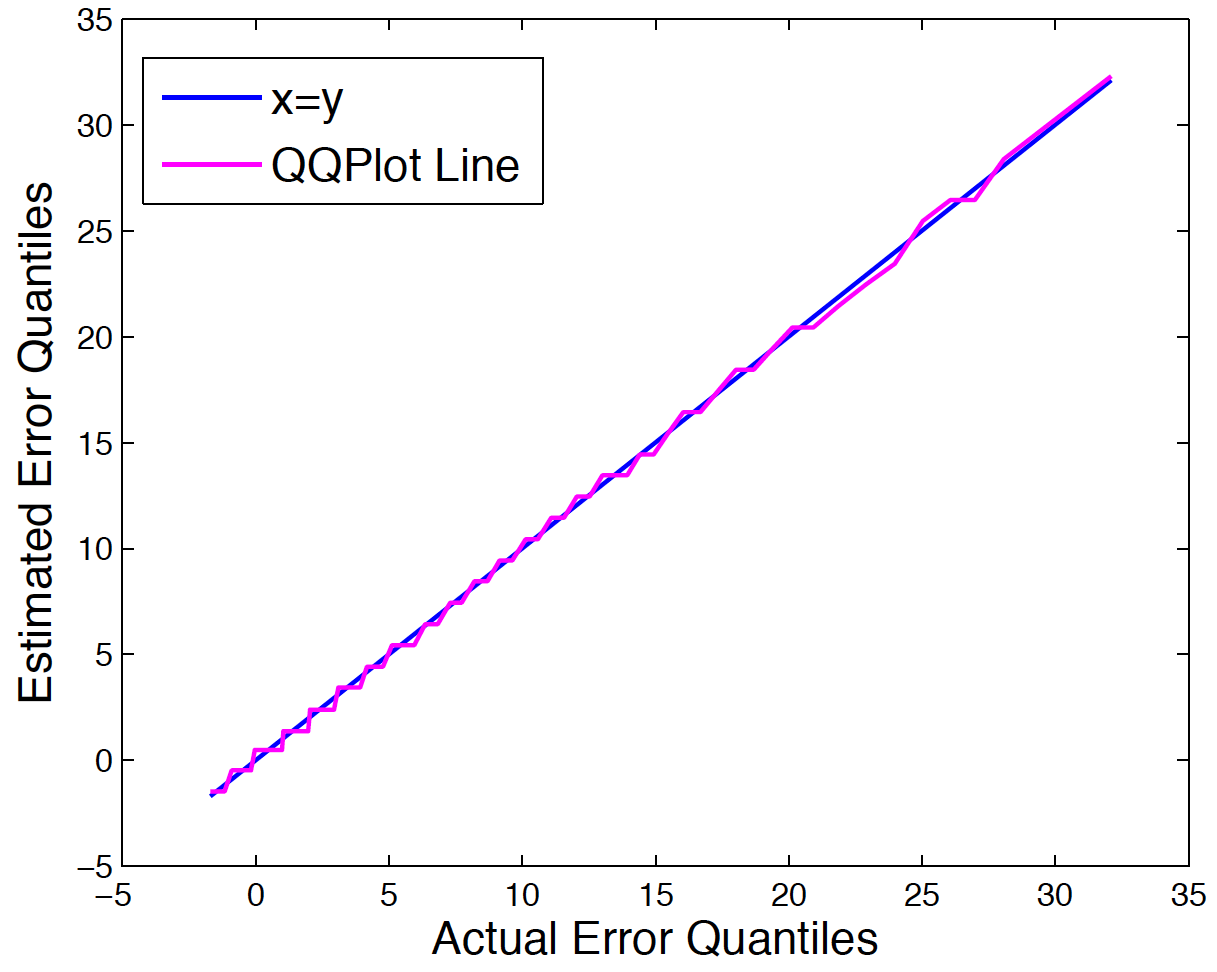 35
30
25
20
15
10
5
0
−5
x=y
QQPlot Line
Estimated Error Quantiles
−5 0 5 10 15 20 25 30 35
Actual Error Quantiles